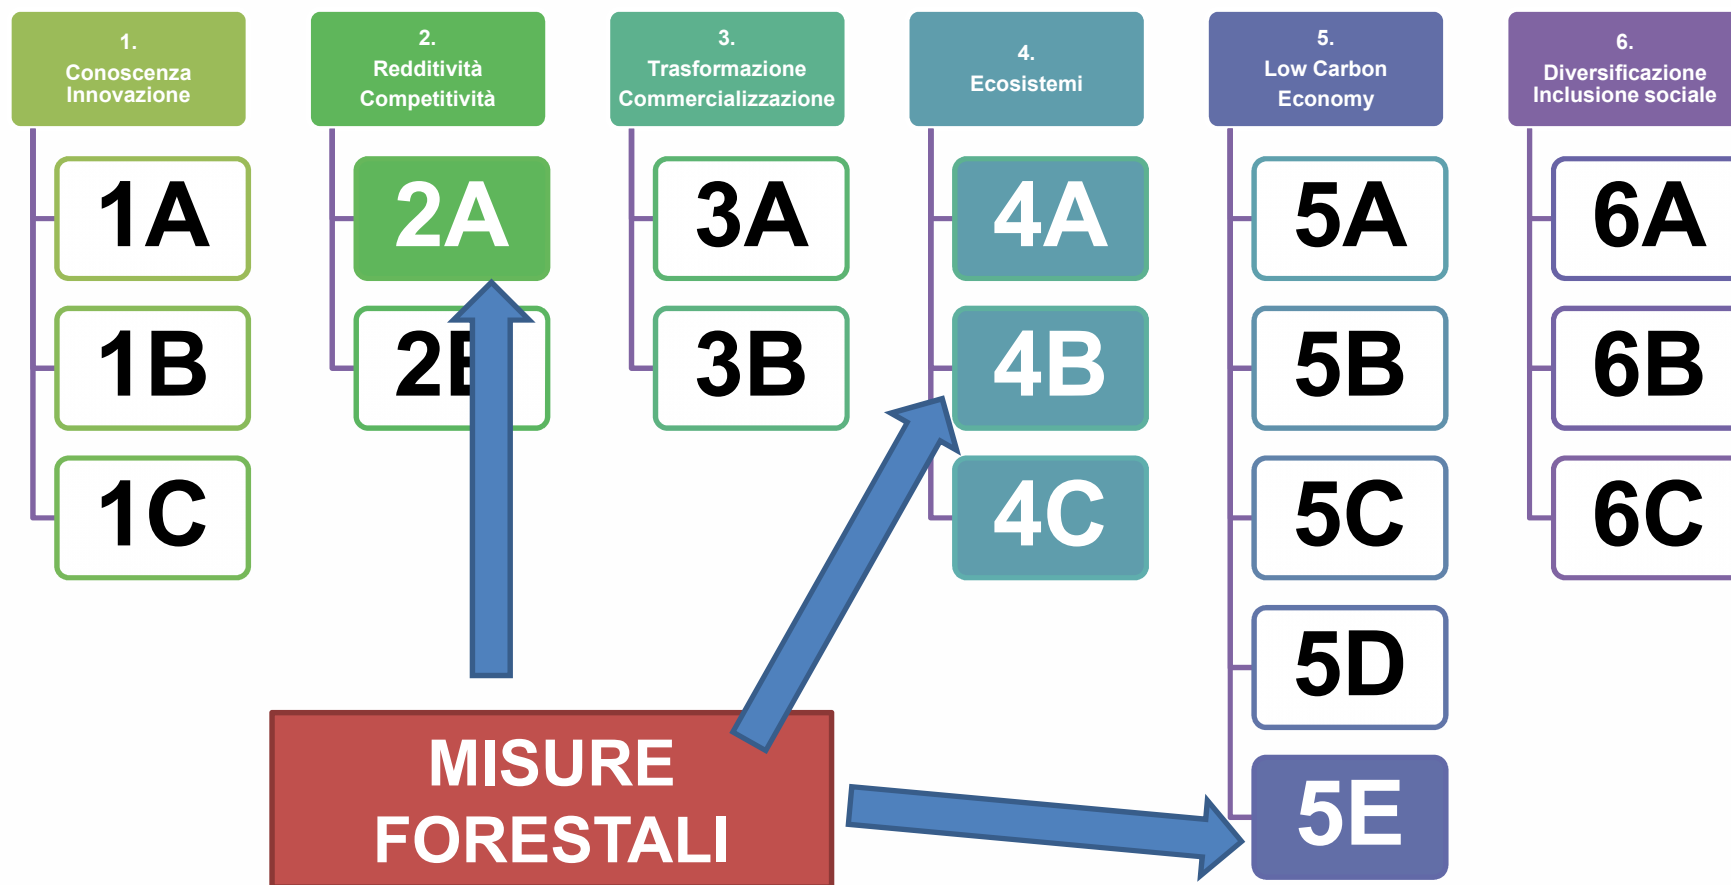 1.
Conoscenza
Innovazione
1A
1B
1C
2.
Redditività
Competitività
2A
2B
3.
Trasformazione
Commercializzazione
3A
3B
4.
Ecosistemi
4A
4B
4C
5.
Low Carbon
Economy
5A
5B
5C
5D
5E
6.
Diversificazione
Inclusione sociale
6A
6B
6C
MISURE
FORESTALI